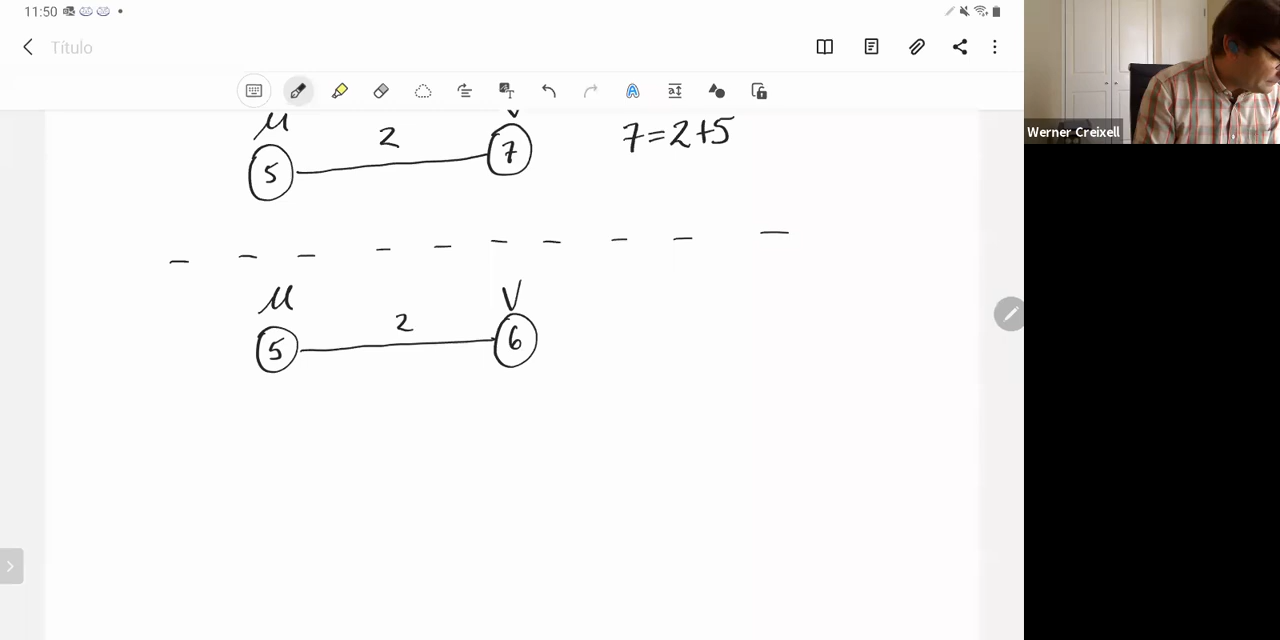 11:50
Título
μ 2 v 7=2+5
5 7
μ v
2
5 6
Werner Creixell